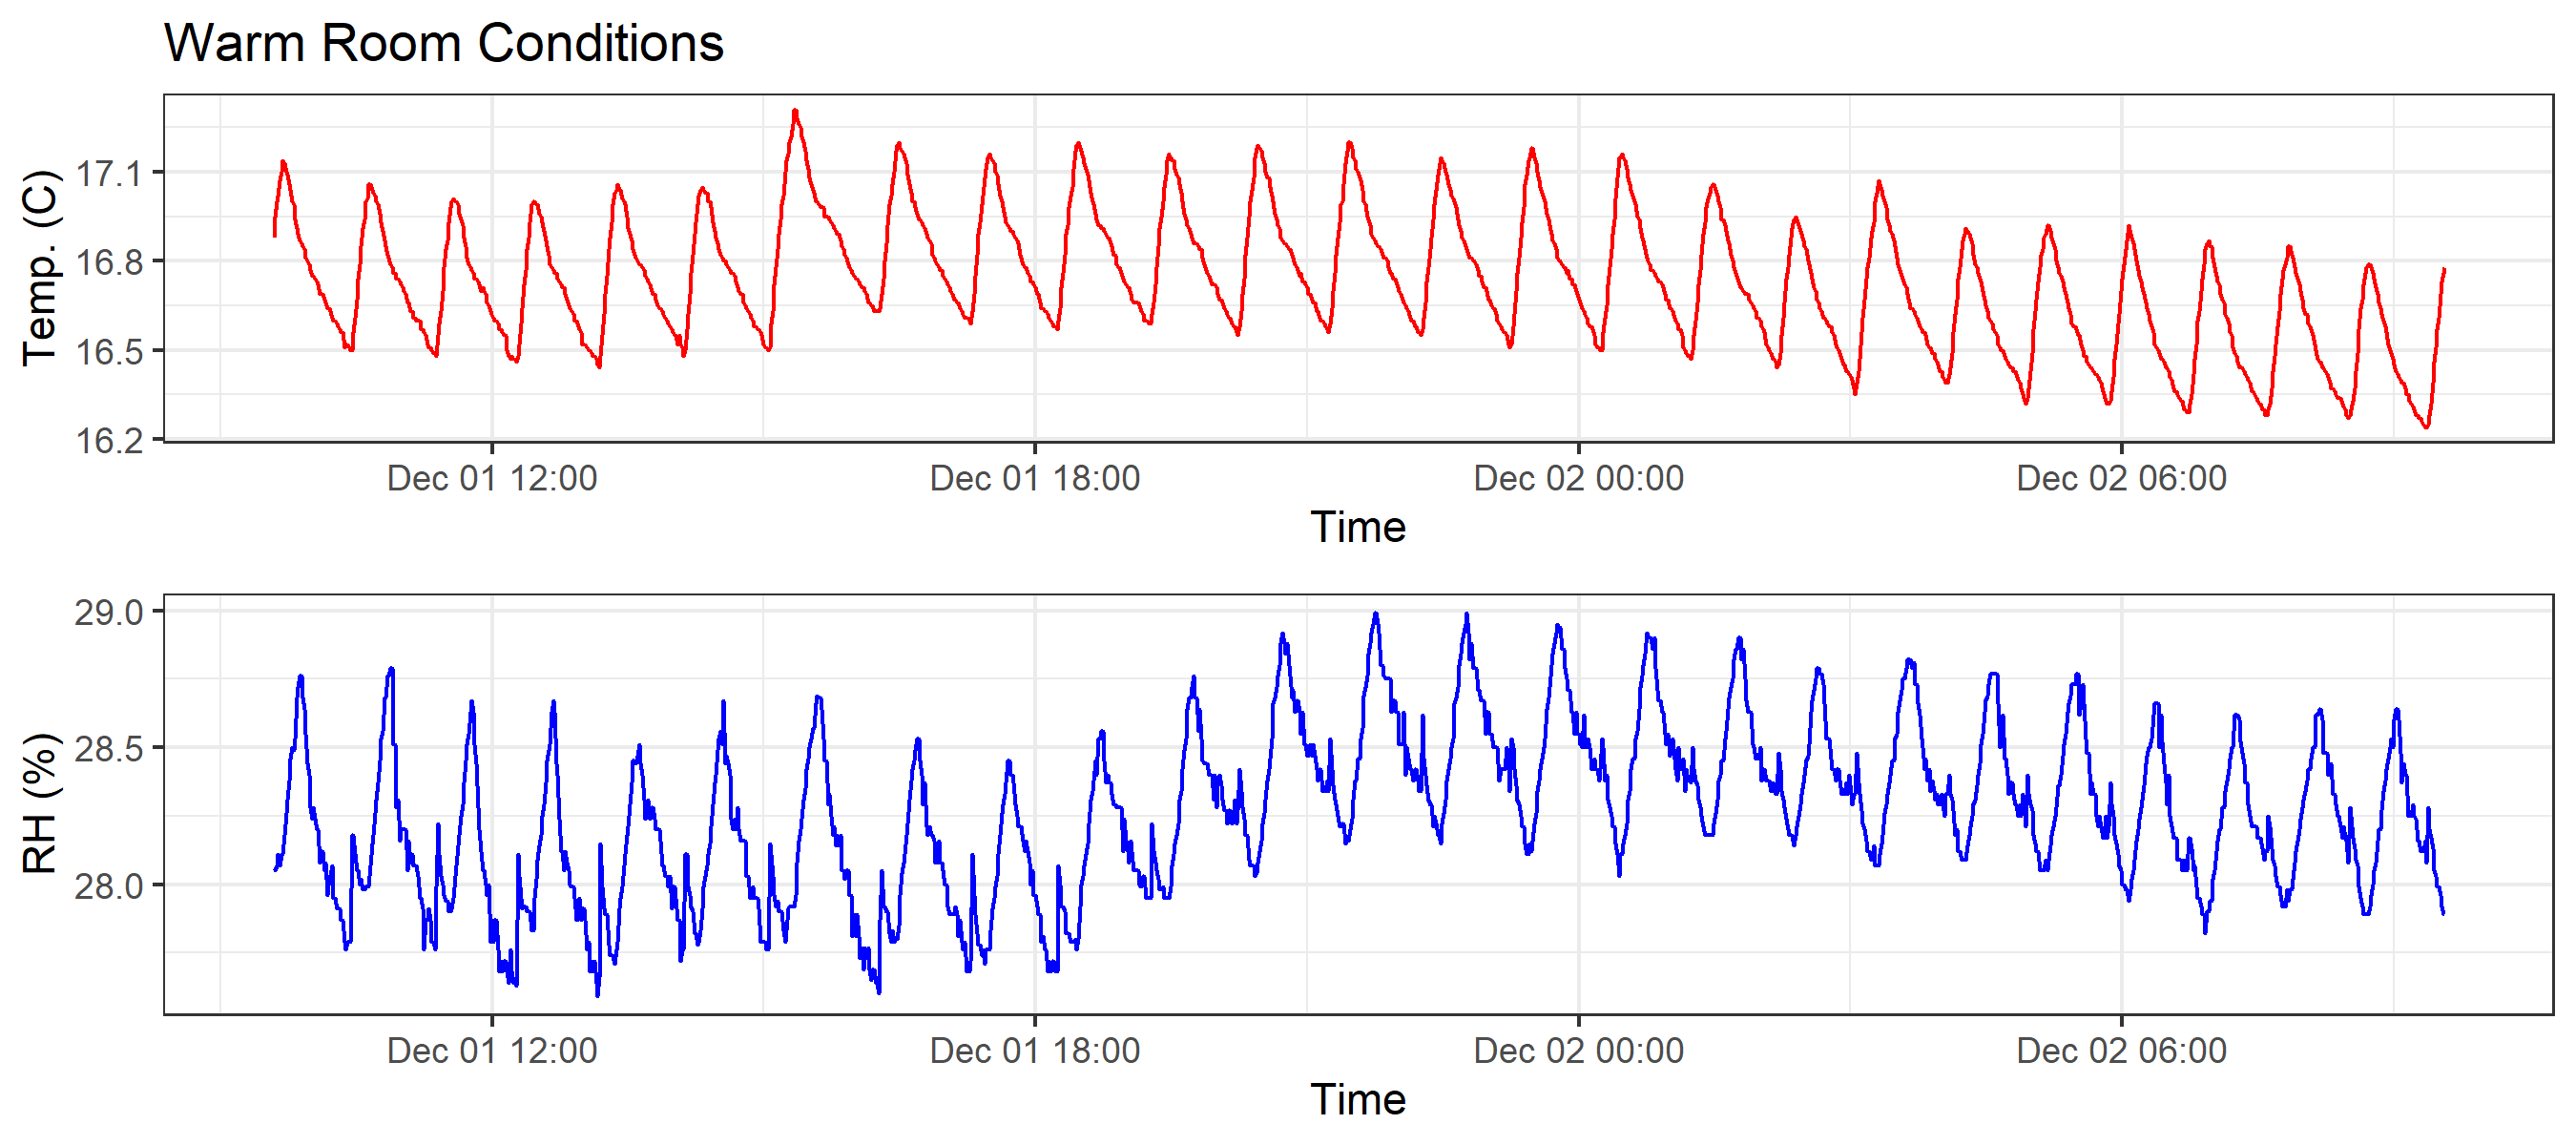 Warm Room Conditions
Temp. (C)
17.1
16.8
16.5
16.2
Dec 01 12:00 Dec 01 18:00 Dec 02 00:00 Dec 02 06:00
Time
RH (%)
29.0
28.5
28.0
Dec 01 12:00 Dec 01 18:00 Dec 02 00:00 Dec 02 06:00
Time